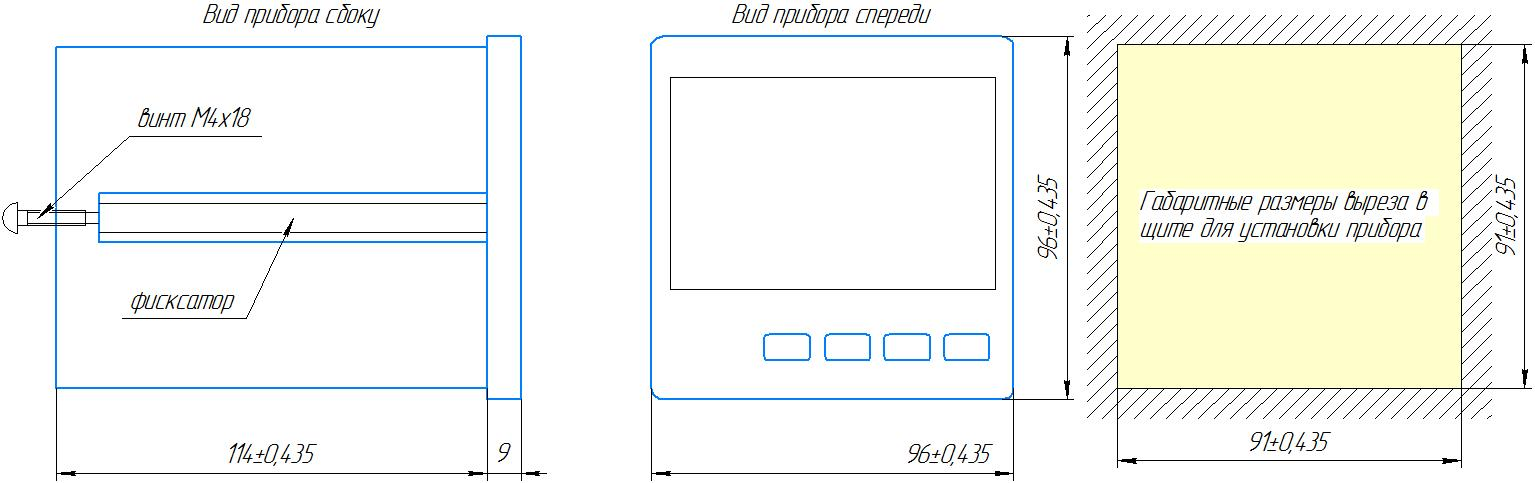 Вид прибора сбоку
Вид прибора спереди
винт М4х18
фисксатор
114±0,435
9
96±0,435
96±0,435
Габаритные размеры выреза в
щите для установки прибора
91±0,435
91±0,435